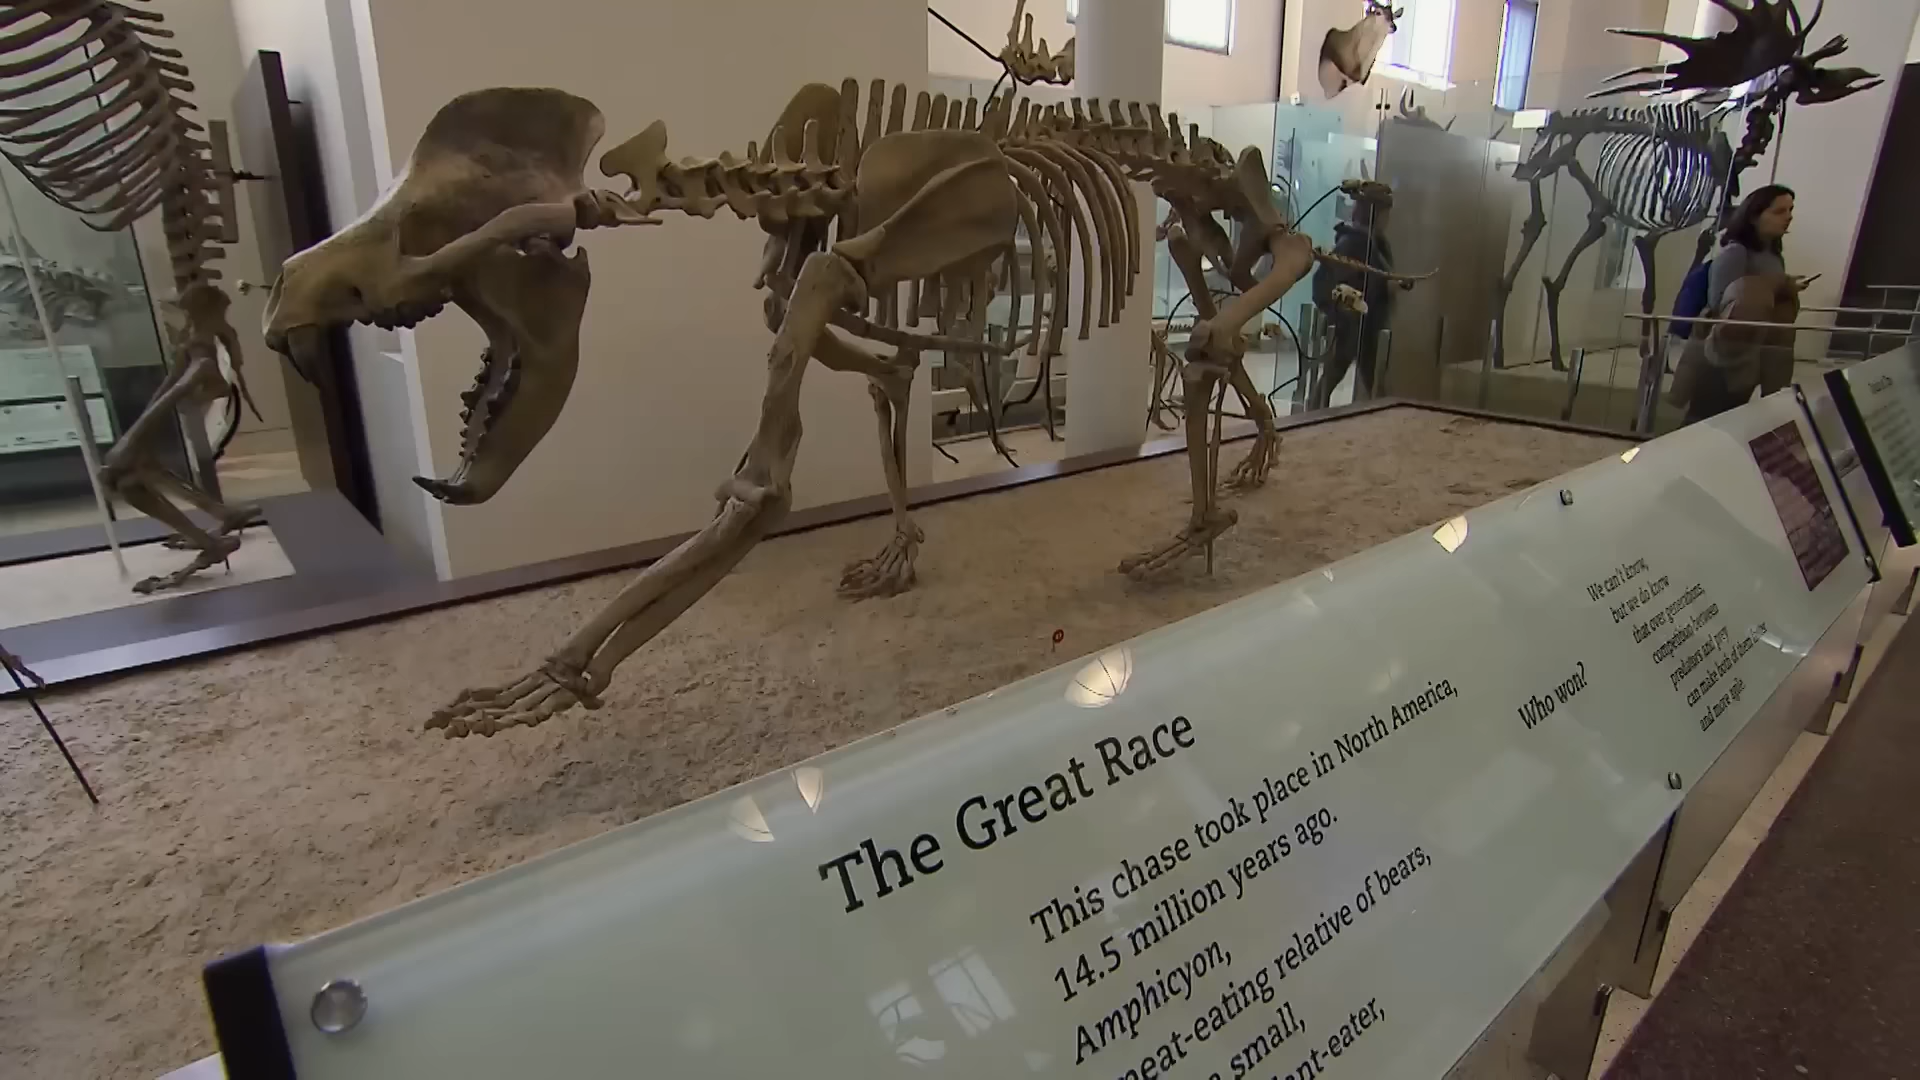 The Great Race
This chase took place in North America,
14.5 million years ago.
Amphicyon,
meat-eating relative of bears,
small,
Who won?
We can't know,
but we do know
that over generations,
competition between
predators and prey
can make both of them faster
and more agile.